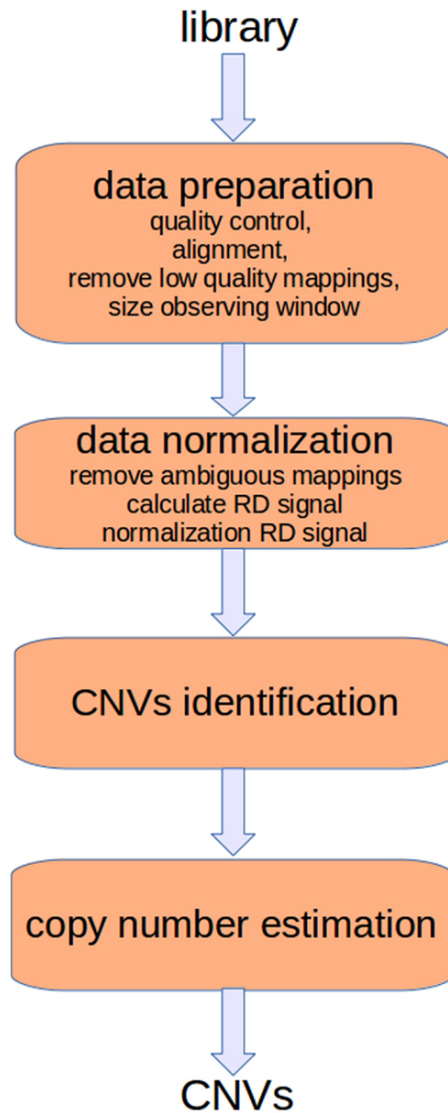 library
data preparation
quality control,
alignment,
remove low quality mappings,
size observing window
data normalization
remove ambiguous mappings
calculate RD signal
normalization RD signal
CNVs identification
copy number estimation
CNVs